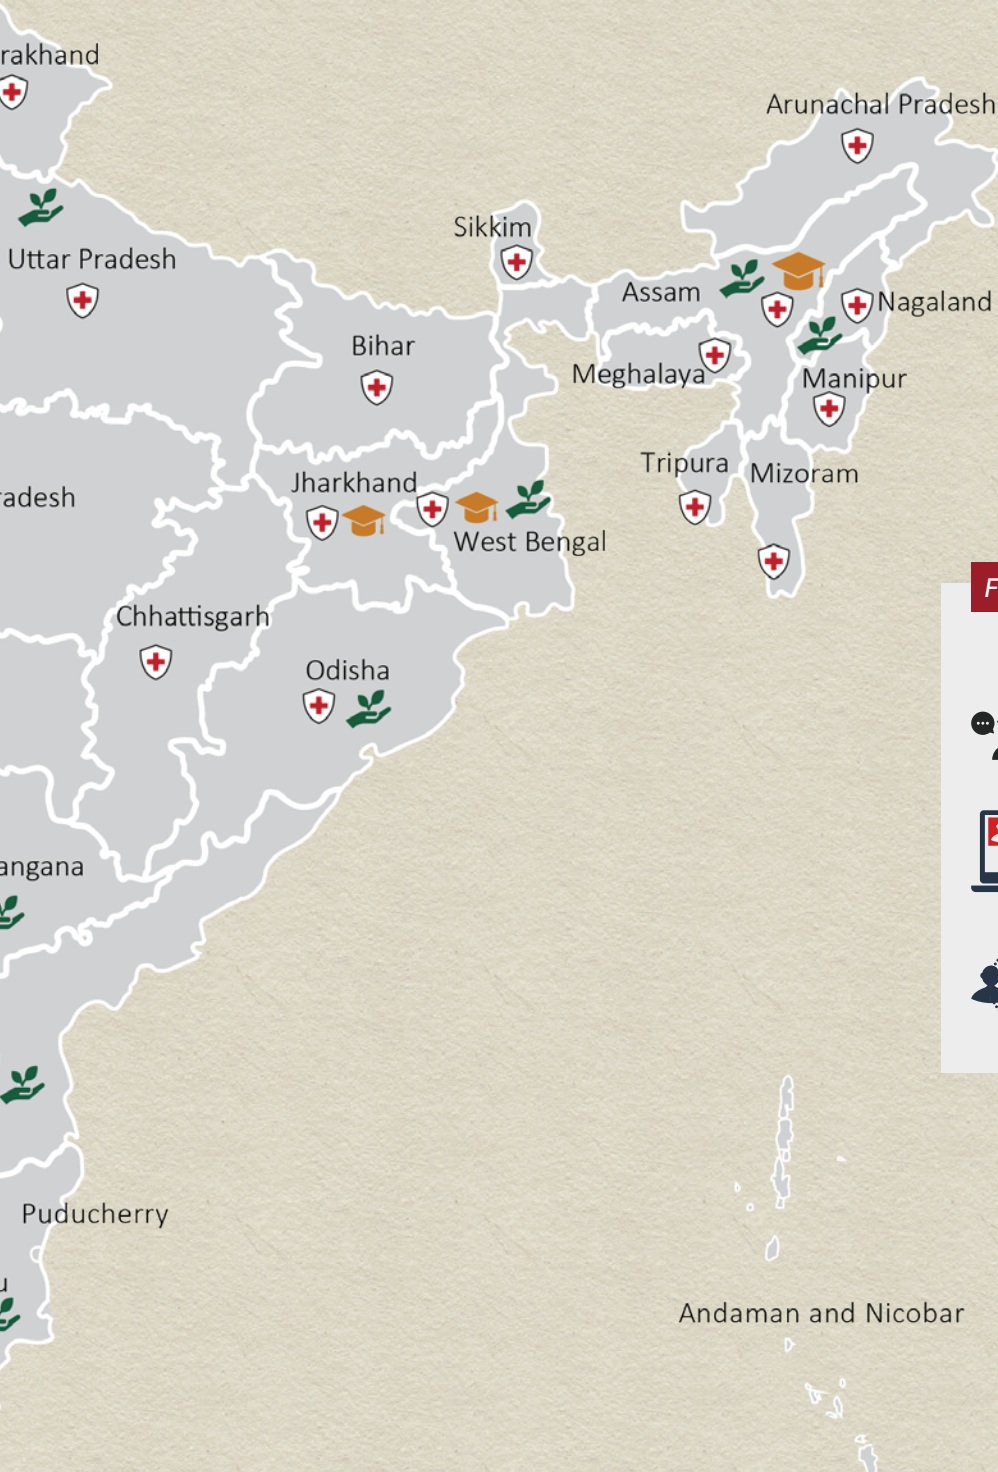 rakhand
Arunachal Pradesh
Sikkim
Uttar Pradesh
Assam
Nagaland
Bihar
Meghalaya
Manipur
Tripura
Mizoram
Jharkhand
radesh
West Bengal
F
Chhattisgarh
Odisha
angana
Puducherry
u
Andaman and Nicobar